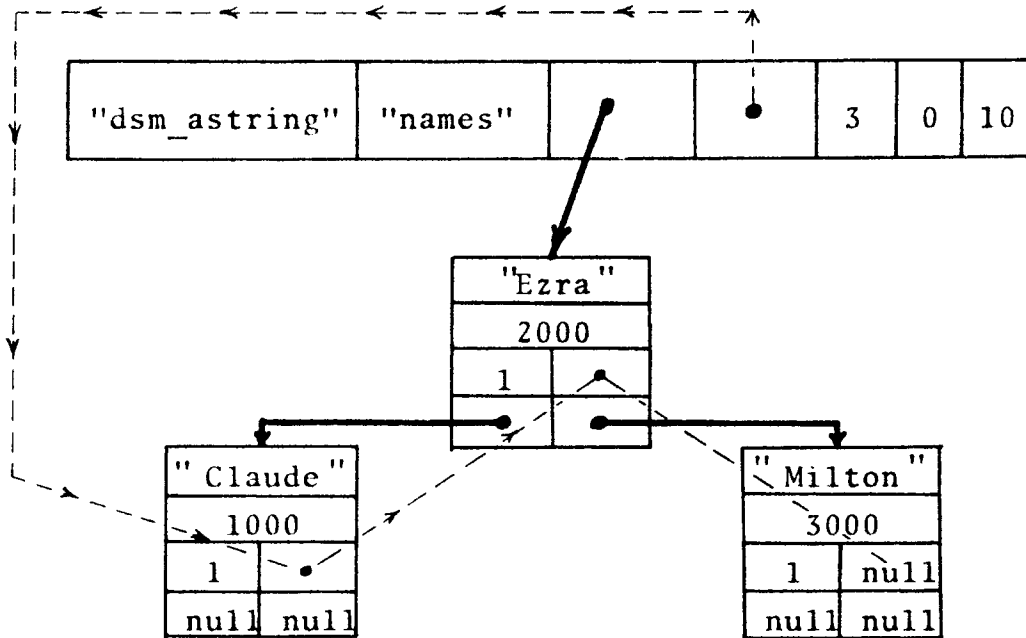 "dsm_astring" "names" 3 0 10
"Ezra"
2000
1
"Claude" "Milton"
1000 3000
1 1 null
null null null null